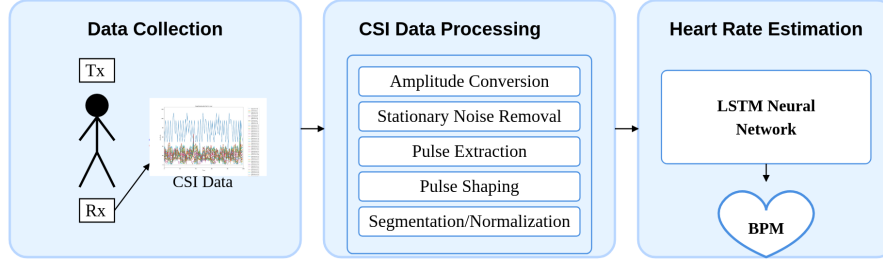 Data Collection
Tx
CSI Data
Rx
CSI Data Processing
Amplitude Conversion
Stationary Noise Removal
Pulse Extraction
Pulse Shaping
Segmentation/Normalization
Heart Rate Estimation
LSTM Neural
Network
BPM